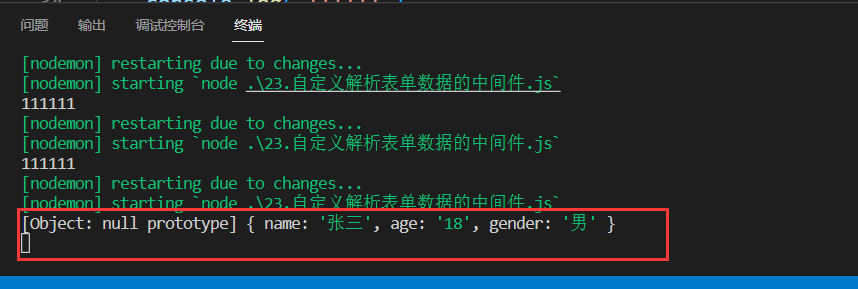 问题 输出 调试控制台 终端
[nodemon] restarting due to changes...
[nodemon] starting `node .\23.自定义解析表单数据的中间件.js`
111111
[nodemon] restarting due to changes...
[nodemon] starting `node .\23.自定义解析表单数据的中间件.js`
111111
[nodemon] restarting due to changes...
[nodemon] starting `node .\23.自定义解析表单数据的中间件.js`
[Object: null prototype] { name: '张三', age: '18', gender: '男' }